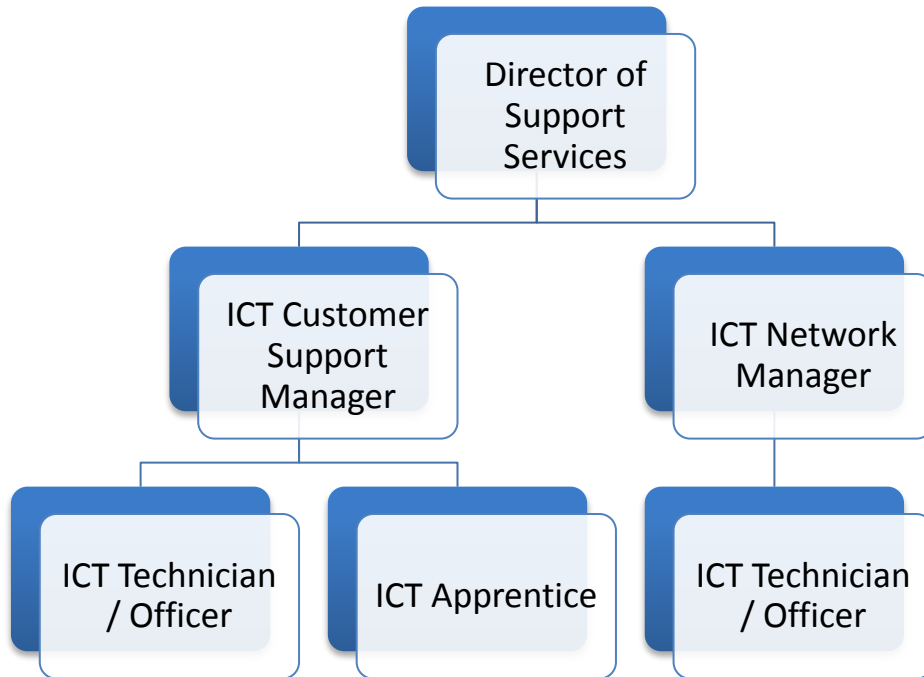 Director of
Support
Services
ICT Customer
Support
Manager
ICT Network
Manager
ICT Technician
/ Officer
ICT Apprentice
ICT Technician
/ Officer